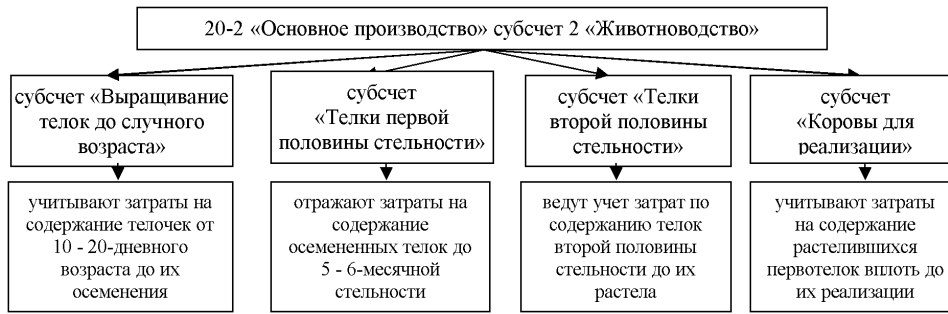 20-2 «Основное производство» субсчет 2 «Животноводство»
субсчет «Выращивание
телок до случного
возраста»
субсчет
«Телки первой
половины стельности»
субсчет «Телки
второй половины
стельности»
субсчет
«Коровы для
реализации»
учитывают затраты на
содержание телочек от
10 - 20-дневного
возраста до их
осеменения
отражают затраты на
содержание
осемененных телок до
5 - 6-месячной
стельности
ведут учет затрат по
содержанию телок
второй половины
стельности до их
растела
учитывают затраты
на содержание
растелившихся
первотелок вплоть до
их реализации